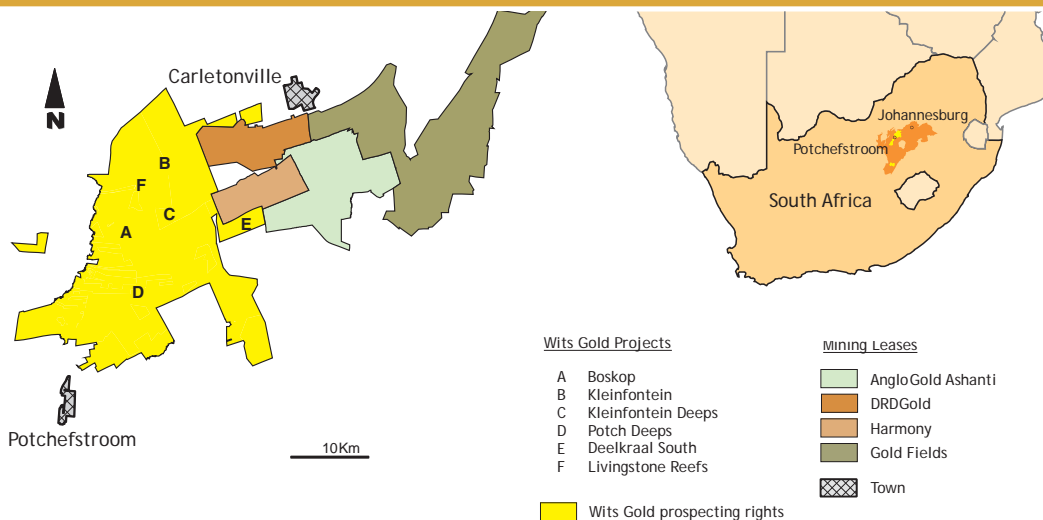 Carletonville
N
B
F
C
E
A
D
Potchefstroom
10Km
Johannesburg
Potchefstroom
South Africa
Wits Gold Projects
A Boskop
B Kleinfontein
C Kleinfontein Deeps
D Potch Deeps
E Deelkraal South
F Livingstone Reefs
Wits Gold prospecting rights
Mining Leases
AngloGold Ashanti
DRDGold
Harmony
Gold Fields
Town